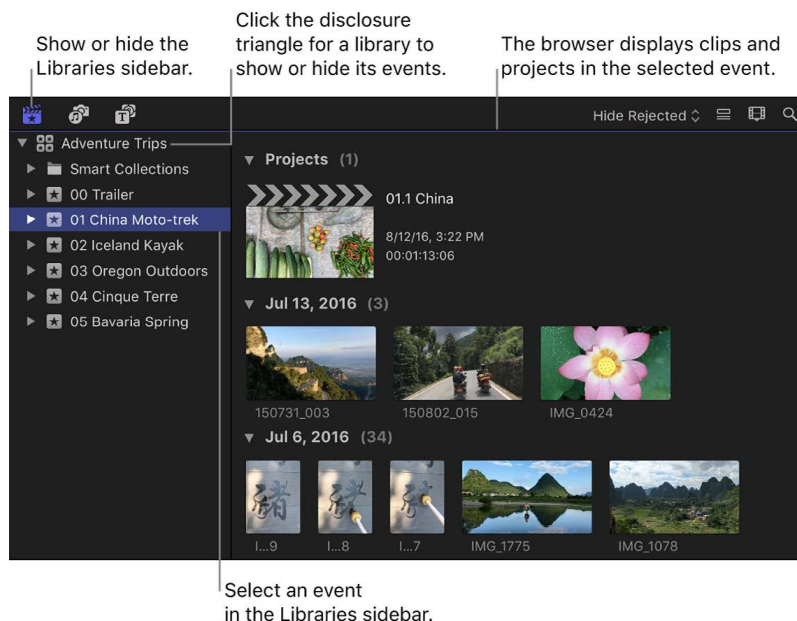 Show or hide the
Libraries sidebar.
Click the disclosure
triangle for a library to
show or hide its events.
The browser displays clips and
projects in the selected event.
T
Hide Rejected
Adventure Trips
Smart Collections
00 Trailer
01 China Moto-trek
02 Iceland Kayak
03 Oregon Outdoors
04 Cinque Terre
05 Bavaria Spring
Projects (1)
01.1 China
8/12/16, 3:22 PM
00:01:13:06
Jul 13, 2016 (3)
150731_003 150802_015 IMG_0424
Jul 6, 2016 (34)
豬
I...9 I...8 I...7 IMG_1775 IMG_1078
Select an event
in the Libraries sidebar.